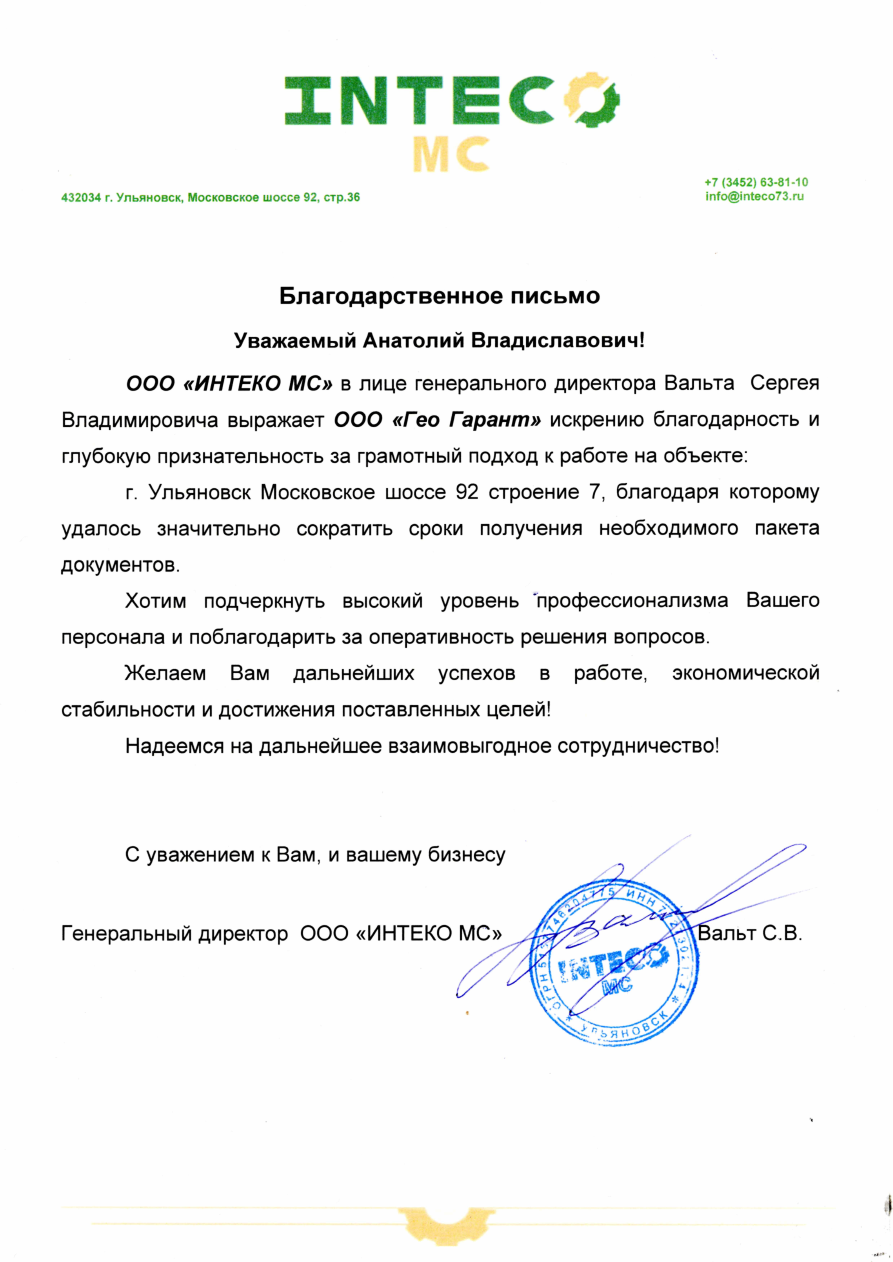 INTECO
МС
432034 г. Ульяновск, Московское шоссе 92, стр.36
+7 (3452) 63-81-10
info@inteco73.ru
Благодарственное письмо
Уважаемый Анатолий Владиславович!
ООО «ИНТЕКО МС» в лице генерального директора Вальта Сергея
Владимировича выражает ООО «Гео Гарант» искрению благодарность и
глубокую признательность за грамотный подход к работе на объекте:
г. Ульяновск Московское шоссе 92 строение 7, благодаря которому
удалось значительно сократить сроки получения необходимого пакета
документов.
Хотим подчеркнуть высокий уровень профессионализма Вашего
персонала и поблагодарить за оперативность решения вопросов.
Желаем Вам дальнейших успехов в работе, экономической
стабильности и достижения поставленных целей!
Надеемся на дальнейшее взаимовыгодное сотрудничество!
С уважением к Вам, и вашему бизнесу
Генеральный директор ООО «ИНТЕКО МС» Вальт С.В.
ОГРН ИНН
INTECO
МС
* УЛЬЯНОВСК *